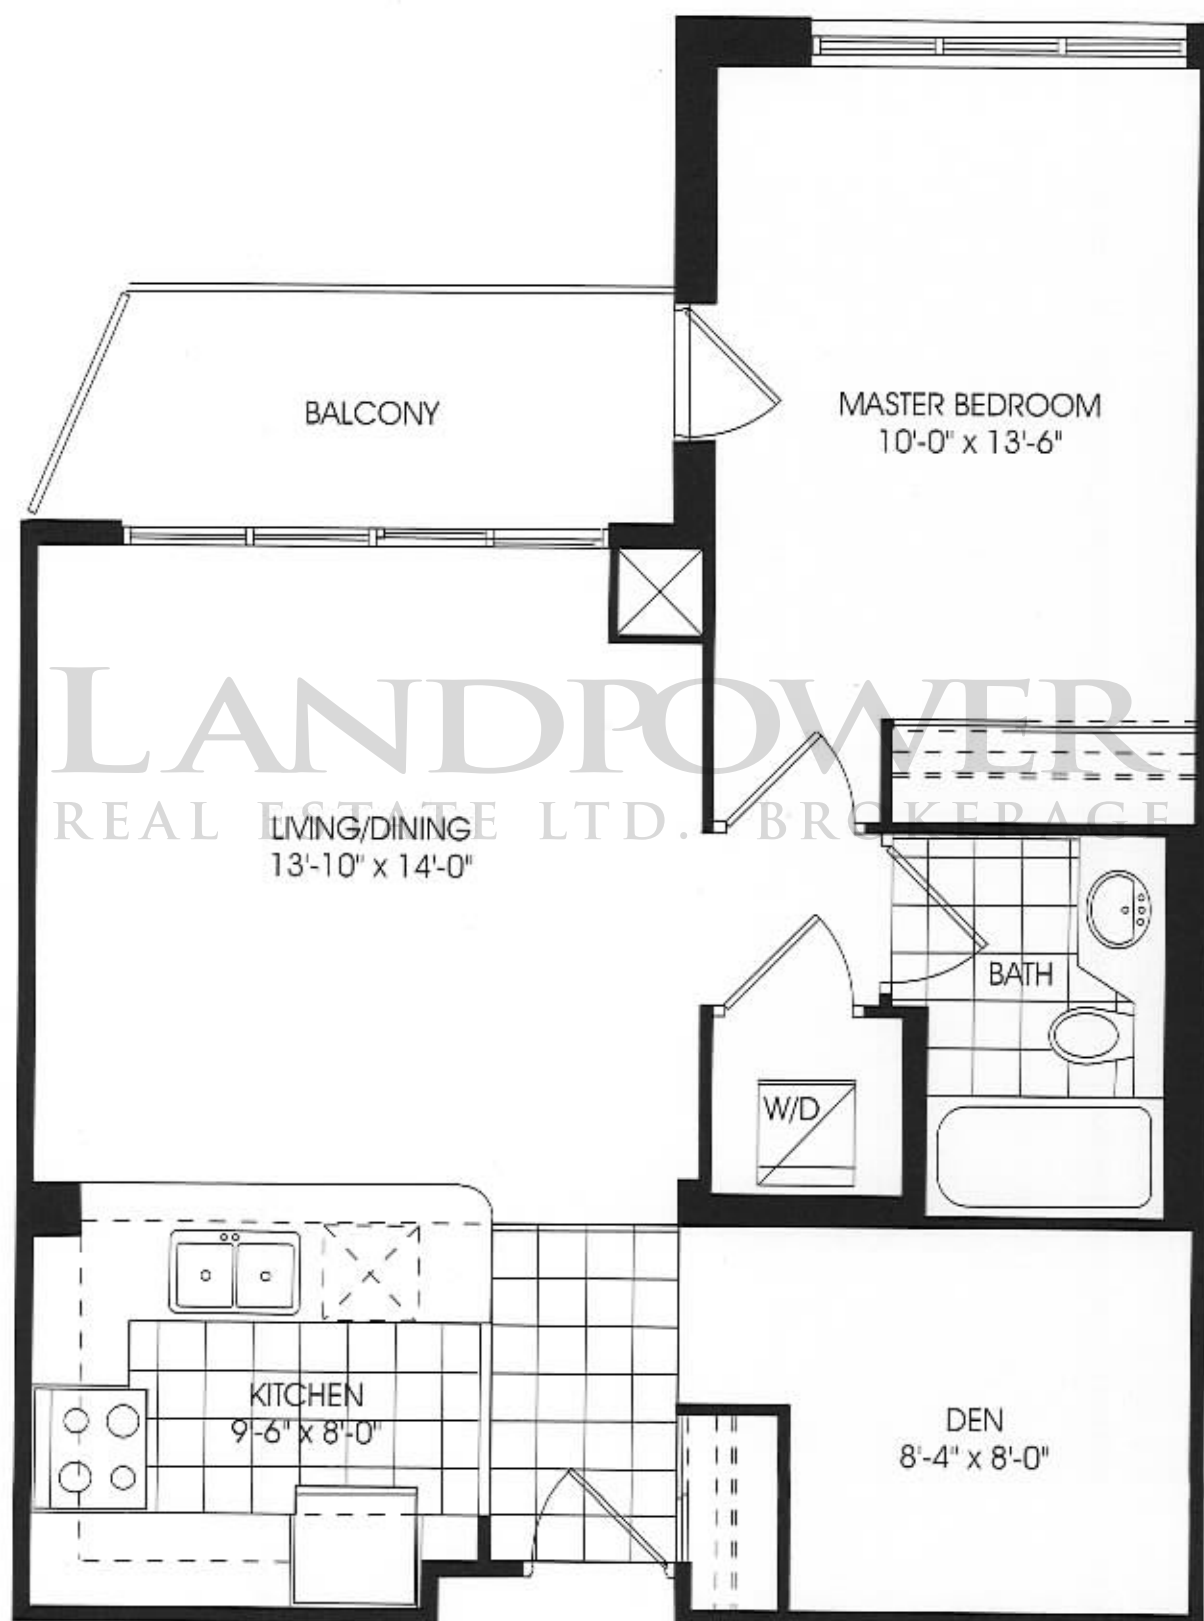 BALCONY
MASTER BEDROOM
10'-0" x 13'-6"
LANDPOWER
REAL ESTATE LTD. BROKERAGE
LIVING/DINING
13'-10" x 14'-0"
BATH
W/D
KITCHEN
9'-6" x 8'-0"
DEN
8'-4" x 8'-0"